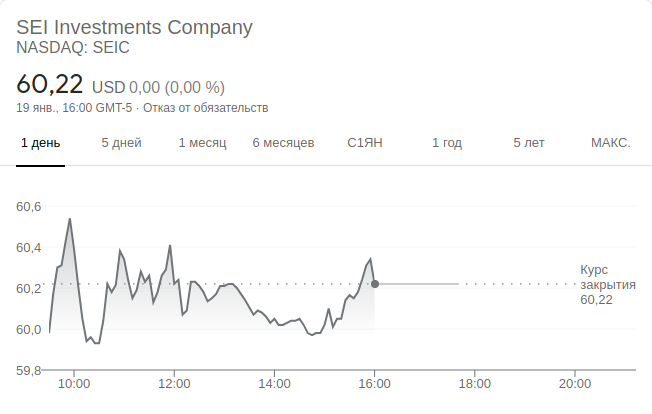 SEI Investments Company
NASDAQ: SEIC
60,22 USD 0,00 (0,00 %)
19 янв., 16:00 GMT-5 · Отказ от обязательств
1 день 5 дней 1 месяц 6 месяцев С1ЯН 1 год 5 лет МАКС.
60,6
60,4
60,2
60,0
59,8
Курс
закрытия
60,22
10:00 12:00 14:00 16:00 18:00 20:00